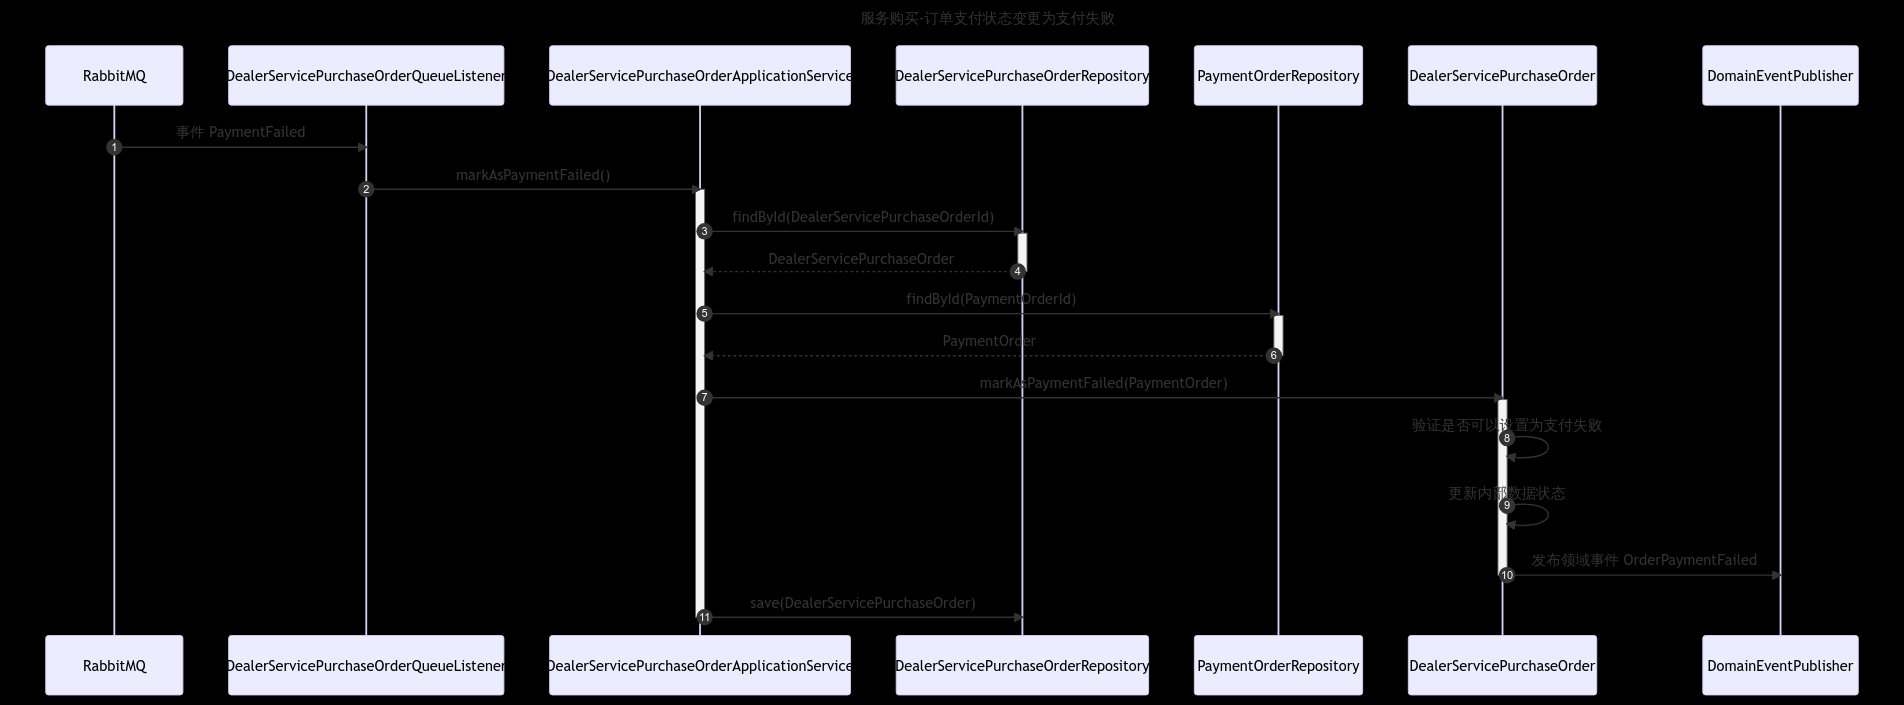 服务购买-订单支付状态变更为支付失败
RabbitMQ
DealerServicePurchaseOrderQueueListener
DealerServicePurchaseOrderApplicationService
DealerServicePurchaseOrderRepository
PaymentOrderRepository
DealerServicePurchaseOrder
DomainEventPublisher
事件 PaymentFailed
1
markAsPaymentFailed()
2
findById(DealerServicePurchaseOrderId)
3
DealerServicePurchaseOrder
4
findById(PaymentOrderId)
5
PaymentOrder
6
markAsPaymentFailed(PaymentOrder)
7
验证是否可以设置为支付失败
8
更新内部数据状态
9
发布领域事件 OrderPaymentFailed
10
save(DealerServicePurchaseOrder)
11
RabbitMQ
DealerServicePurchaseOrderQueueListener
DealerServicePurchaseOrderApplicationService
DealerServicePurchaseOrderRepository
PaymentOrderRepository
DealerServicePurchaseOrder
DomainEventPublisher